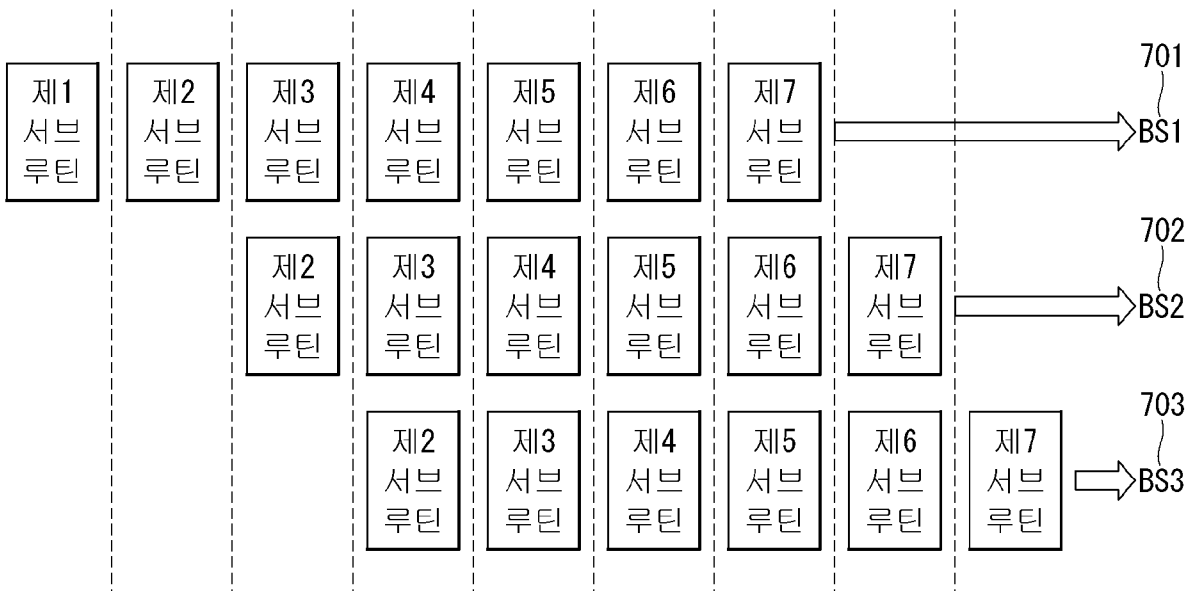 701
제1 서브 루틴
제2 서브 루틴
제3 서브 루틴
제4 서브 루틴
제5 서브 루틴
제6 서브 루틴
제7 서브 루틴
BS1
702
제2 서브 루틴
제3 서브 루틴
제4 서브 루틴
제5 서브 루틴
제6 서브 루틴
제7 서브 루틴
BS2
703
제2 서브 루틴
제3 서브 루틴
제4 서브 루틴
제5 서브 루틴
제6 서브 루틴
제7 서브 루틴
BS3